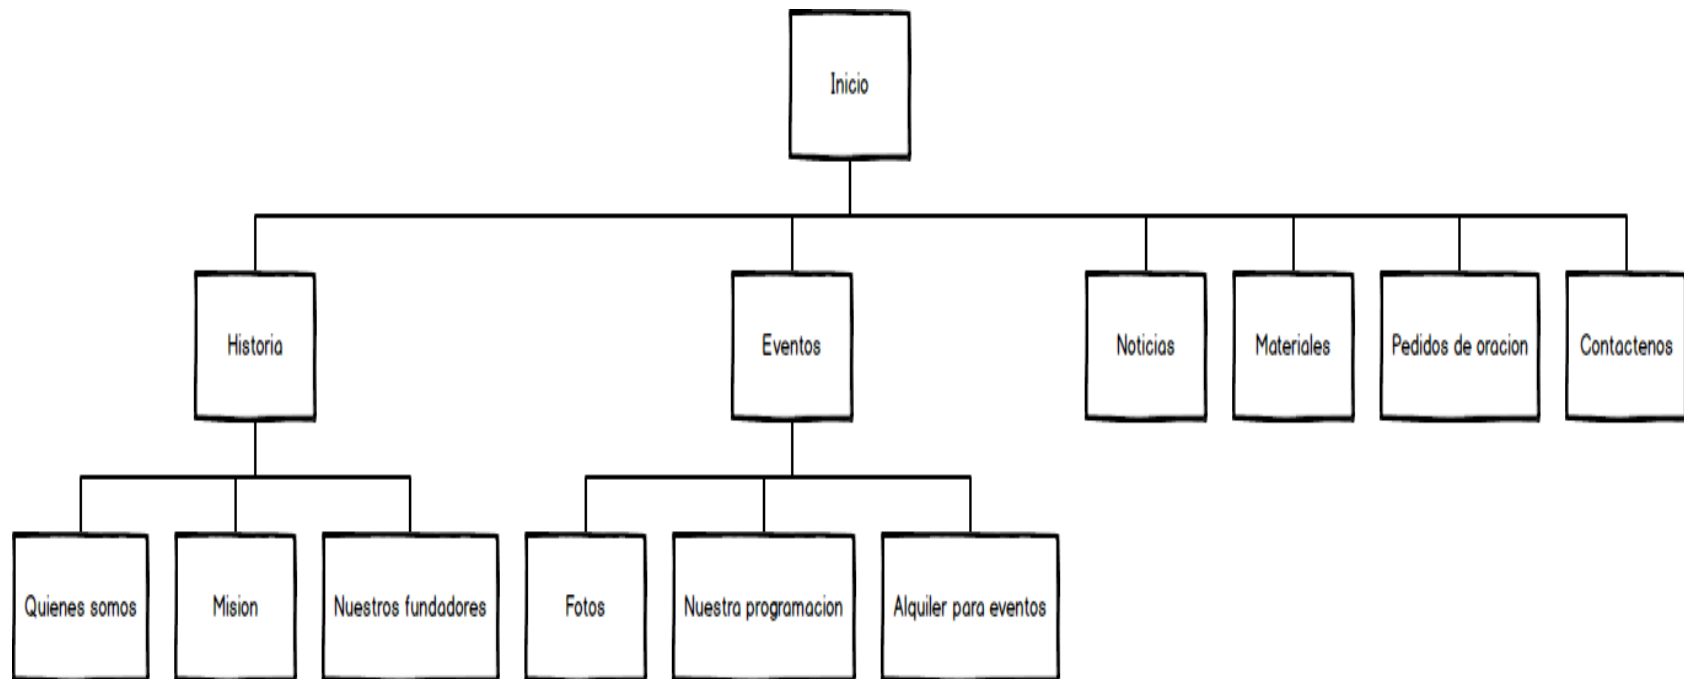 Inicio
Historia
Eventos
Noticias
Materiales
Pedidos de oracion
Contactenos
Quienes somos
Mision
Nuestros fundadores
Fotos
Nuestra programacion
Alquiler para eventos